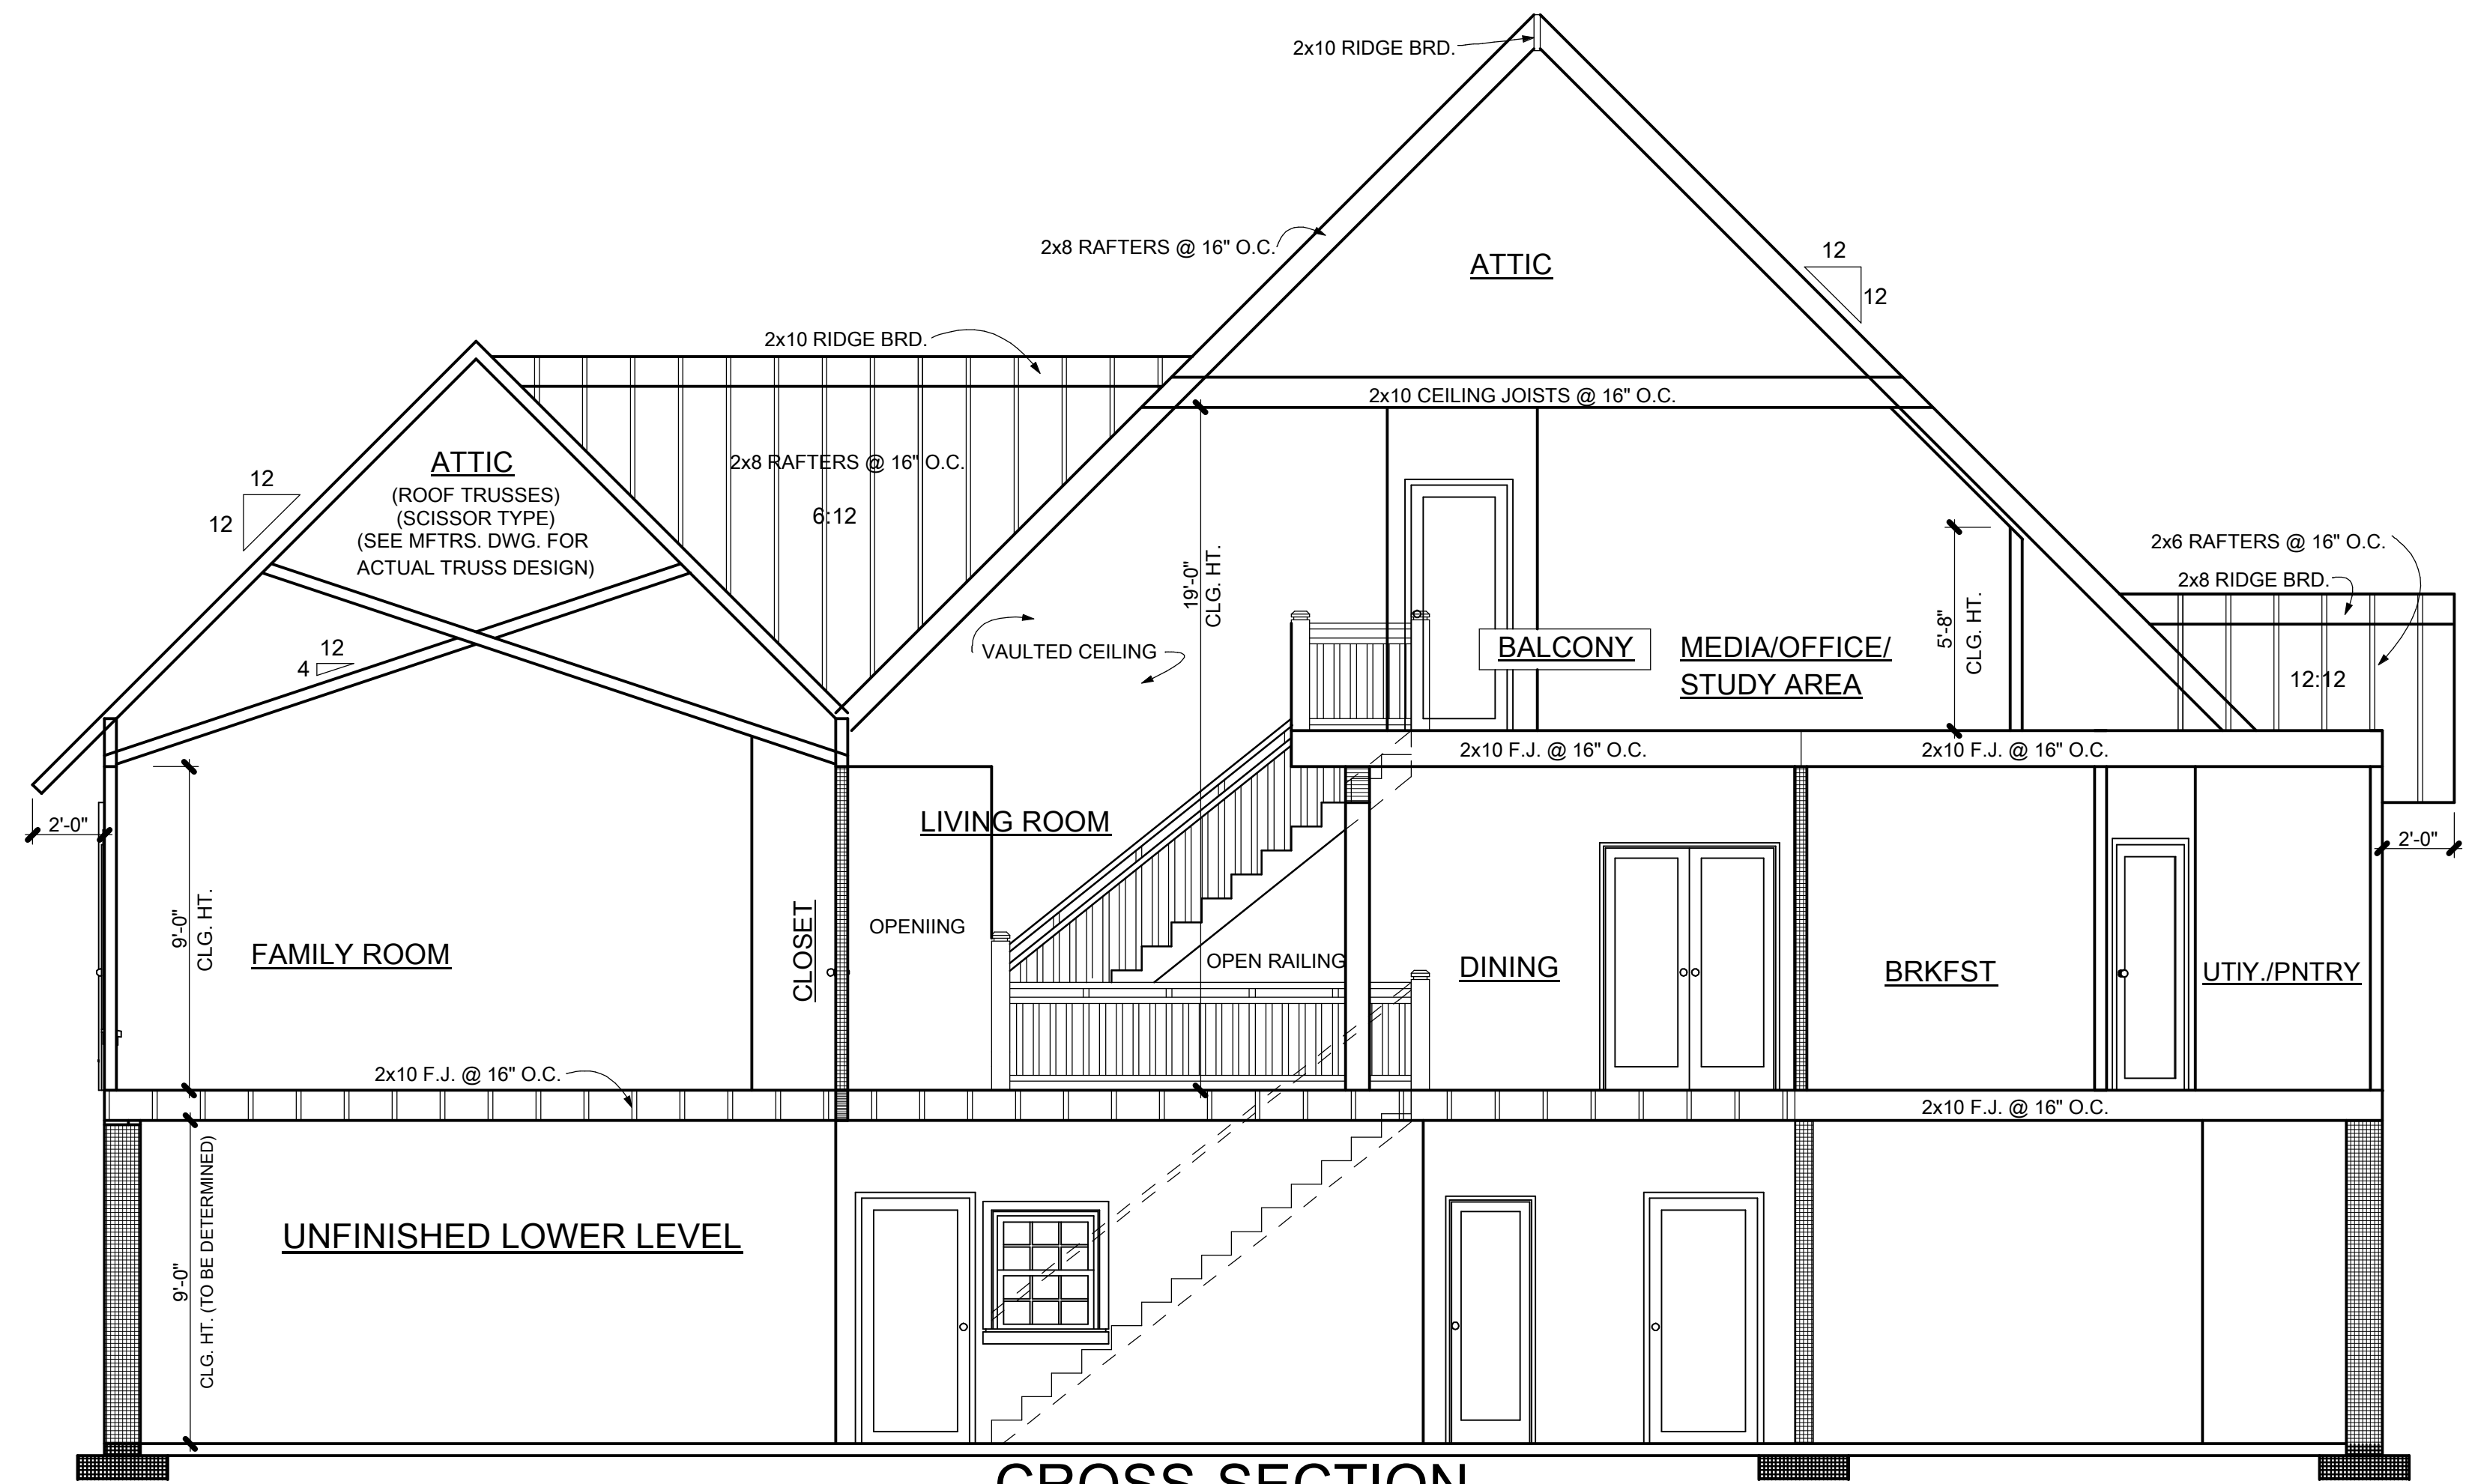 2x10 RIDGE BRD.
2x8 RAFTERS @ 16" O.C.
ATTIC
12
12
2x10 RIDGE BRD.
2x10 CEILING JOISTS @ 16" O.C.
12
12
ATTIC
(ROOF TRUSSES)
(SCISSOR TYPE)
(SEE MFTRS. DWG. FOR
ACTUAL TRUSS DESIGN)
2x8 RAFTERS @ 16" O.C.
6:12
19'-0"
CLG. HT.
2x6 RAFTERS @ 16" O.C.
2x8 RIDGE BRD.
5'-8"
CLG. HT.
12
4
VAULTED CEILING
BALCONY
MEDIA/OFFICE/
STUDY AREA
12:12
2x10 F.J. @ 16" O.C.
2x10 F.J. @ 16" O.C.
2'-0"
LIVING ROOM
2'-0"
9'-0"
CLG. HT.
FAMILY ROOM
CLOSET
OPENIING
OPEN RAILING
DINING
BRKFST
UTIY./PNTRY
2x10 F.J. @ 16" O.C.
2x10 F.J. @ 16" O.C.
9'-0"
CLG. HT. (TO BE DETERMINED)
UNFINISHED LOWER LEVEL
CROSS-SECTION